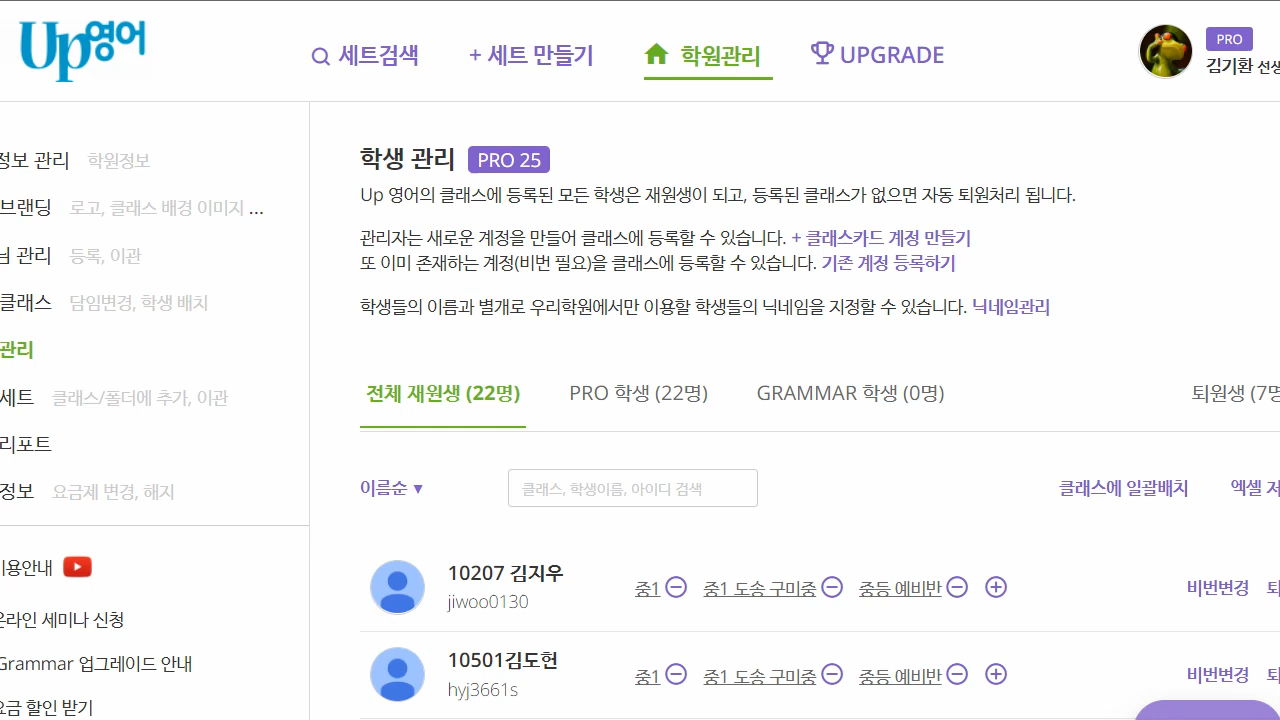 Up영어
세트검색
+ 세트 만들기
학원관리
UPGRADE
PRO
김기환 선생
정보 관리 학원정보
브랜딩 로고, 클래스 배경 이미지 ...
님 관리 등록, 이관
클래스 담임변경, 학생 배치
관리
세트 클래스/폴더에 추가, 이관
리포트
정보 요금제 변경, 해지
이용안내
온라인 세미나 신청
Grammar 업그레이드 안내
요금 할인 받기
학생 관리 PRO 25
Up 영어의 클래스에 등록된 모든 학생은 재원생이 되고, 등록된 클래스가 없으면 자동 퇴원처리 됩니다.
관리자는 새로운 계정을 만들어 클래스에 등록할 수 있습니다. + 클래스카드 계정 만들기
또 이미 존재하는 계정(비번 필요)을 클래스에 등록할 수 있습니다. 기존 계정 등록하기
학생들의 이름과 별개로 우리학원에서만 이용할 학생들의 닉네임을 지정할 수 있습니다. 닉네임관리
전체 재원생 (22명) PRO 학생 (22명) GRAMMAR 학생 (0명) 퇴원생 (7명
이름순 ▼ 클래스, 학생이름, 아이디 검색 클래스에 일괄배치 엑셀 저
10207 김지우
jiwoo0130
중1 중1 도송 구미중 중등 예비반 비번변경 퇴
10501김도헌
hyj3661s
중1 중1 도송 구미중 중등 예비반 비번변경 퇴